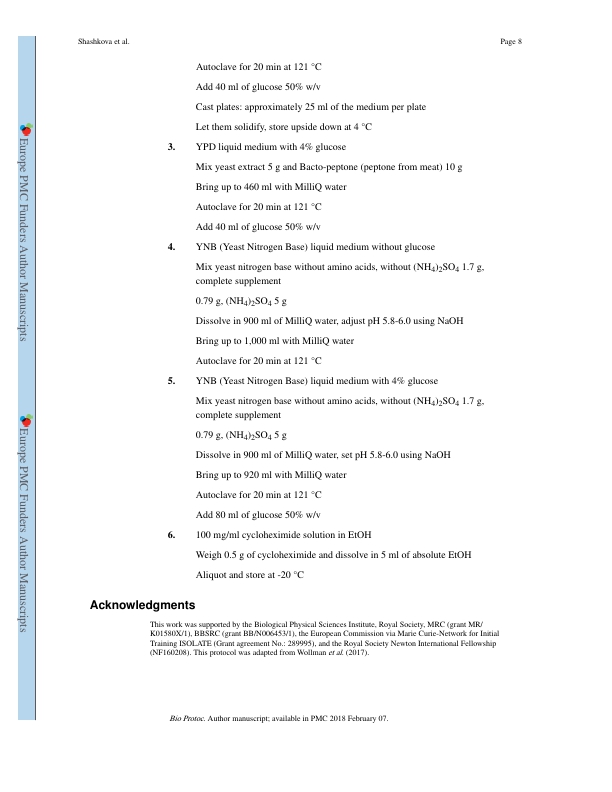 Shashkova et al.
Page 8
Autoclave for 20 min at 121 °C
Add 40 ml of glucose 50% w/v
Cast plates: approximately 25 ml of the medium per plate
Let them solidify, store upside down at 4 °C
3. YPD liquid medium with 4% glucose
Mix yeast extract 5 g and Bacto-peptone (peptone from meat) 10 g
Bring up to 460 ml with MilliQ water
Autoclave for 20 min at 121 °C
Add 40 ml of glucose 50% w/v
4. YNB (Yeast Nitrogen Base) liquid medium without glucose
Mix yeast nitrogen base without amino acids, without (NH4)2SO4 1.7 g,
complete supplement
0.79 g, (NH4)2SO4 5 g
Dissolve in 900 ml of MilliQ water, adjust pH 5.8-6.0 using NaOH
Bring up to 1,000 ml with MilliQ water
Autoclave for 20 min at 121 °C
5. YNB (Yeast Nitrogen Base) liquid medium with 4% glucose
Mix yeast nitrogen base without amino acids, without (NH4)2SO4 1.7 g,
complete supplement
0.79 g, (NH4)2SO4 5 g
Dissolve in 900 ml of MilliQ water, set pH 5.8-6.0 using NaOH
Bring up to 920 ml with MilliQ water
Autoclave for 20 min at 121 °C
Add 80 ml of glucose 50% w/v
6. 100 mg/ml cycloheximide solution in EtOH
Weigh 0.5 g of cycloheximide and dissolve in 5 ml of absolute EtOH
Aliquot and store at -20 °C
Acknowledgments
This work was supported by the Biological Physical Sciences Institute, Royal Society, MRC (grant MR/
K01580X/1), BBSRC (grant BB/N006453/1), the European Commission via Marie Curie-Network for Initial
Training ISOLATE (Grant agreement No.: 289995), and the Royal Society Newton International Fellowship
(NF160208). This protocol was adapted from Wollman et al. (2017).
Bio Protoc. Author manuscript; available in PMC 2018 February 07.
Europe PMC Funders Author Manuscripts
Europe PMC Funders Author Manuscripts